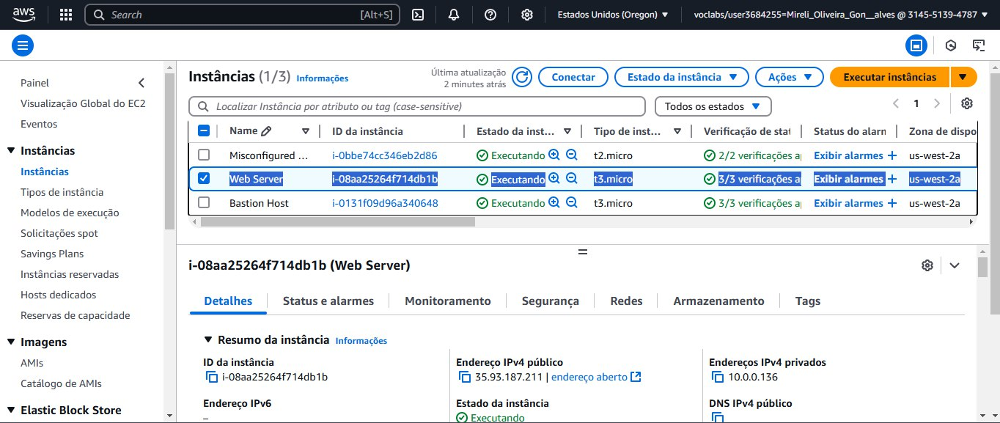 aws Search [Alt+S] Estados Unidos (Oregon) voclabs/user3684255=Mireli_Oliveira_Gon__alves @ 3145-5139-4787
Painel
Visualização Global do EC2
Eventos
Instâncias
Instâncias
Tipos de instância
Modelos de execução
Solicitações spot
Savings Plans
Instâncias reservadas
Hosts dedicados
Reservas de capacidade
Imagens
AMIs
Catálogo de AMIs
Elastic Block Store
Instâncias (1/3) Informações
Última atualização
2 minutes atrás
Conectar Estado da instância Ações Executar instâncias
Localizar Instância por atributo ou tag (case-sensitive) Todos os estados 1
Name ID da instância Estado da inst... Tipo de inst... Verificação de stat Status do alarn Zona de dispo
Misconfigured ... i-0bbe74cc346eb2d86 Executando t2.micro 2/2 verificações a Exibir alarmes + us-west-2a
Web Server i-08aa25264f714db1b Executando t3.micro 3/3 verificações a Exibir alarmes + us-west-2a
Bastion Host i-0131f09d96a340648 Executando t3.micro 3/3 verificações a Exibir alarmes + us-west-2a
i-08aa25264f714db1b (Web Server)
Detalhes Status e alarmes Monitoramento Segurança Redes Armazenamento Tags
Resumo da instância Informações
ID da instância
i-08aa25264f714db1b
Endereço IPv4 público
35.93.187.211 | endereço aberto
Endereços IPv4 privados
10.0.0.136
Endereço IPv6
–
Estado da instância
Executando
DNS IPv4 público